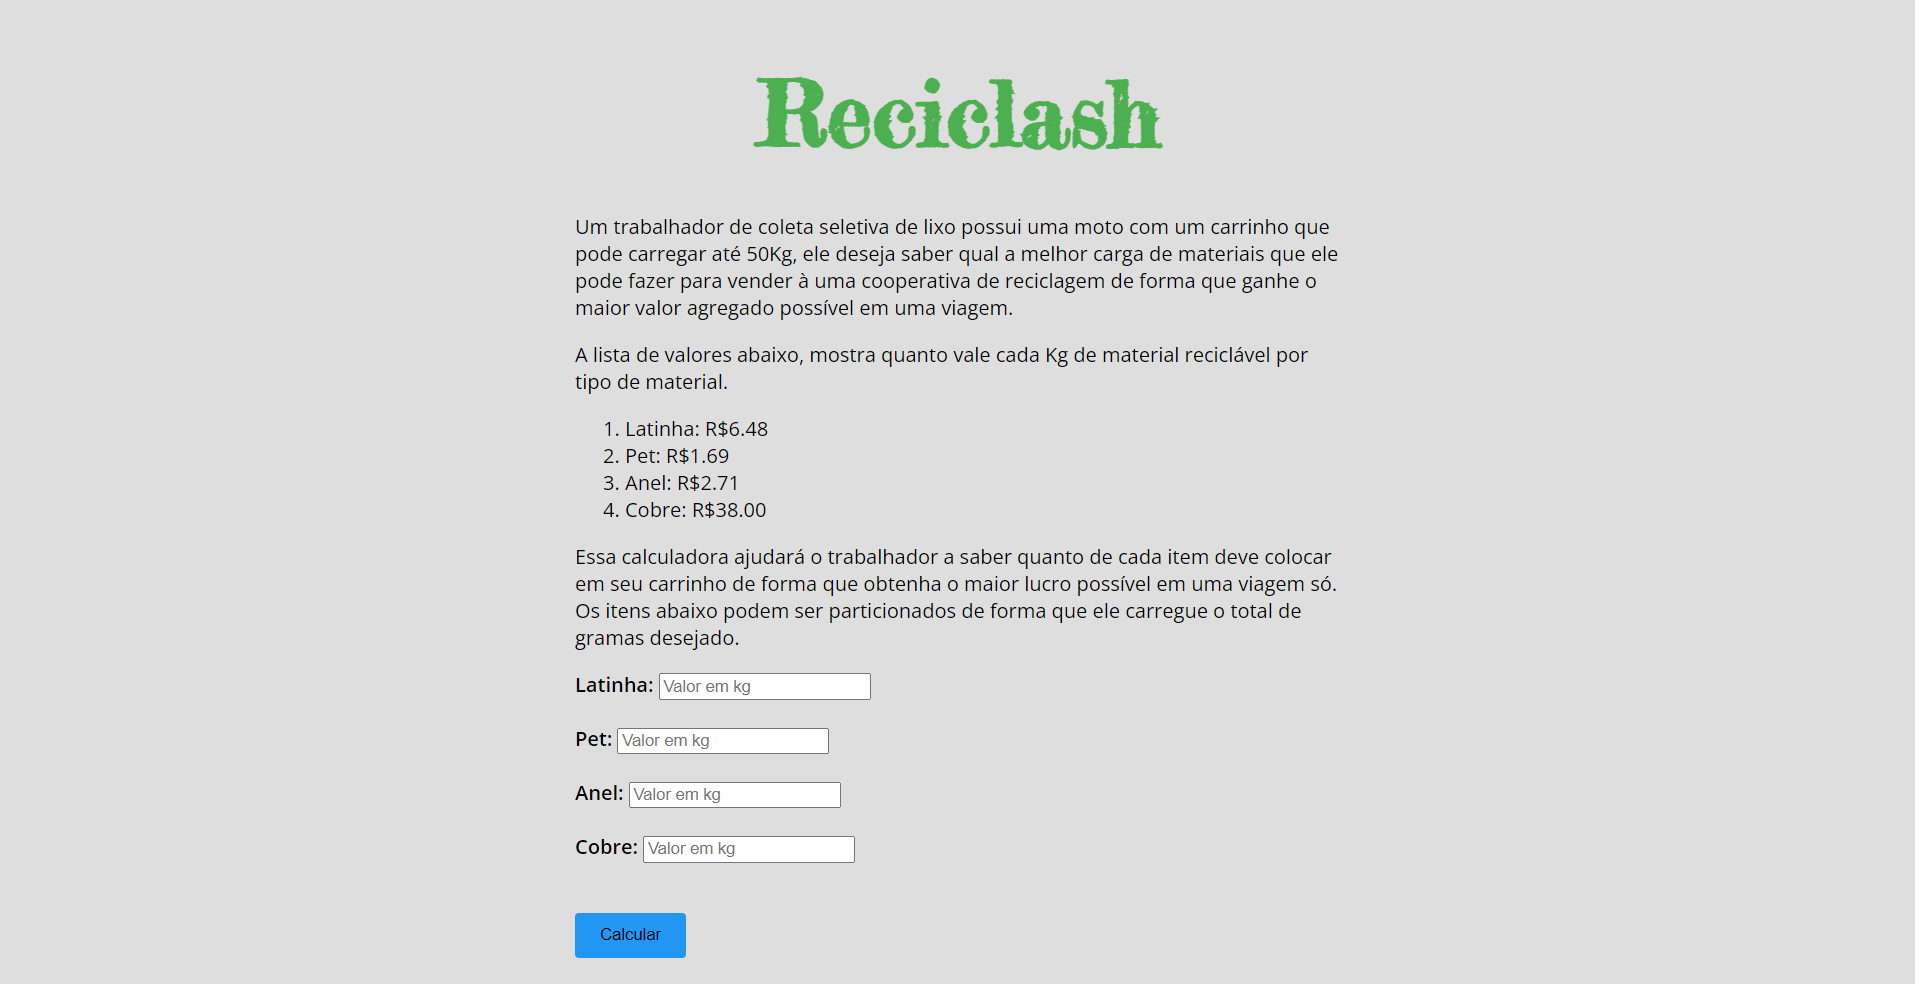 Reciclash
Um trabalhador de coleta seletiva de lixo possui uma moto com um carrinho que
pode carregar até 50Kg, ele deseja saber qual a melhor carga de materiais que ele
pode fazer para vender à uma cooperativa de reciclagem de forma que ganhe o
maior valor agregado possível em uma viagem.
A lista de valores abaixo, mostra quanto vale cada Kg de material reciclável por
tipo de material.
1. Latinha: R$6.48
2. Pet: R$1.69
3. Anel: R$2.71
4. Cobre: R$38.00
Essa calculadora ajudará o trabalhador a saber quanto de cada item deve colocar
em seu carrinho de forma que obtenha o maior lucro possível em uma viagem só.
Os itens abaixo podem ser particionados de forma que ele carregue o total de
gramas desejado.
Latinha: Valor em kg
Pet: Valor em kg
Anel: Valor em kg
Cobre: Valor em kg
Calcular